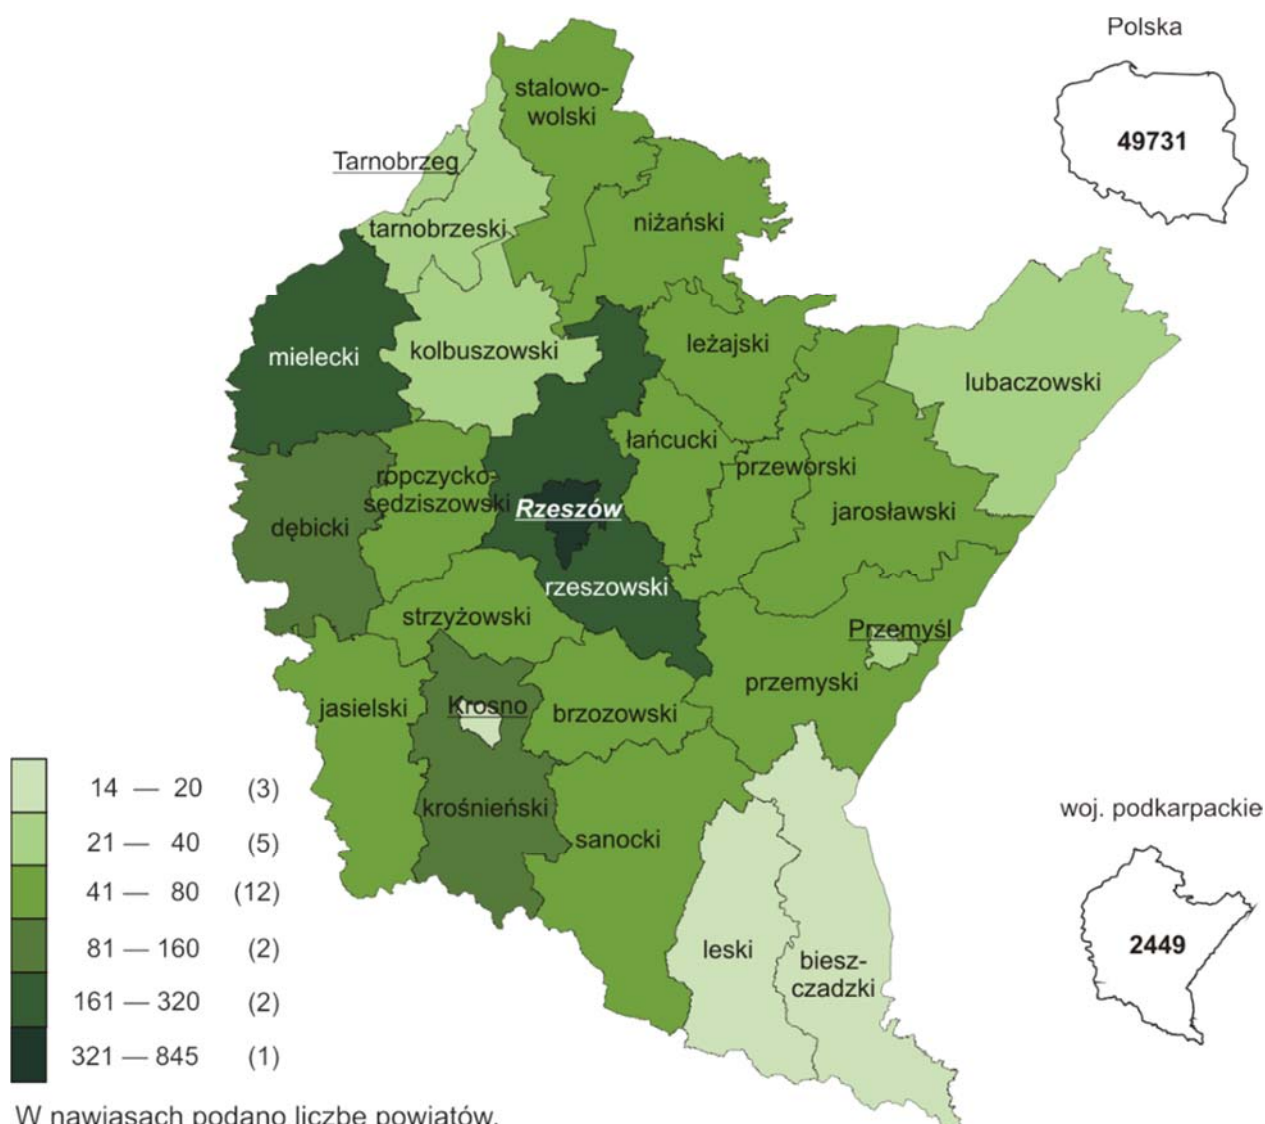 Polska
49731
stalowo-
wolski
Tarnobrzeg
tarnobrzeski
niżański
mielecki
kolbuszowski
leżajski
lubaczowski
łańcucki
przeworski
ropczycko-
sędziszowski
Rzeszów
jarosławski
dębicki
rzeszowski
strzyżowski
Przemyśl
przemyski
jasielski
Krosno
brzozowski
krośnieński
sanocki
leski
biesz-
czadzki
woj. podkarpackie
2449
14 — 20 (3)
21 — 40 (5)
41 — 80 (12)
81 — 160 (2)
161 — 320 (2)
321 — 845 (1)
W nawiasach podano liczbę powiatów.